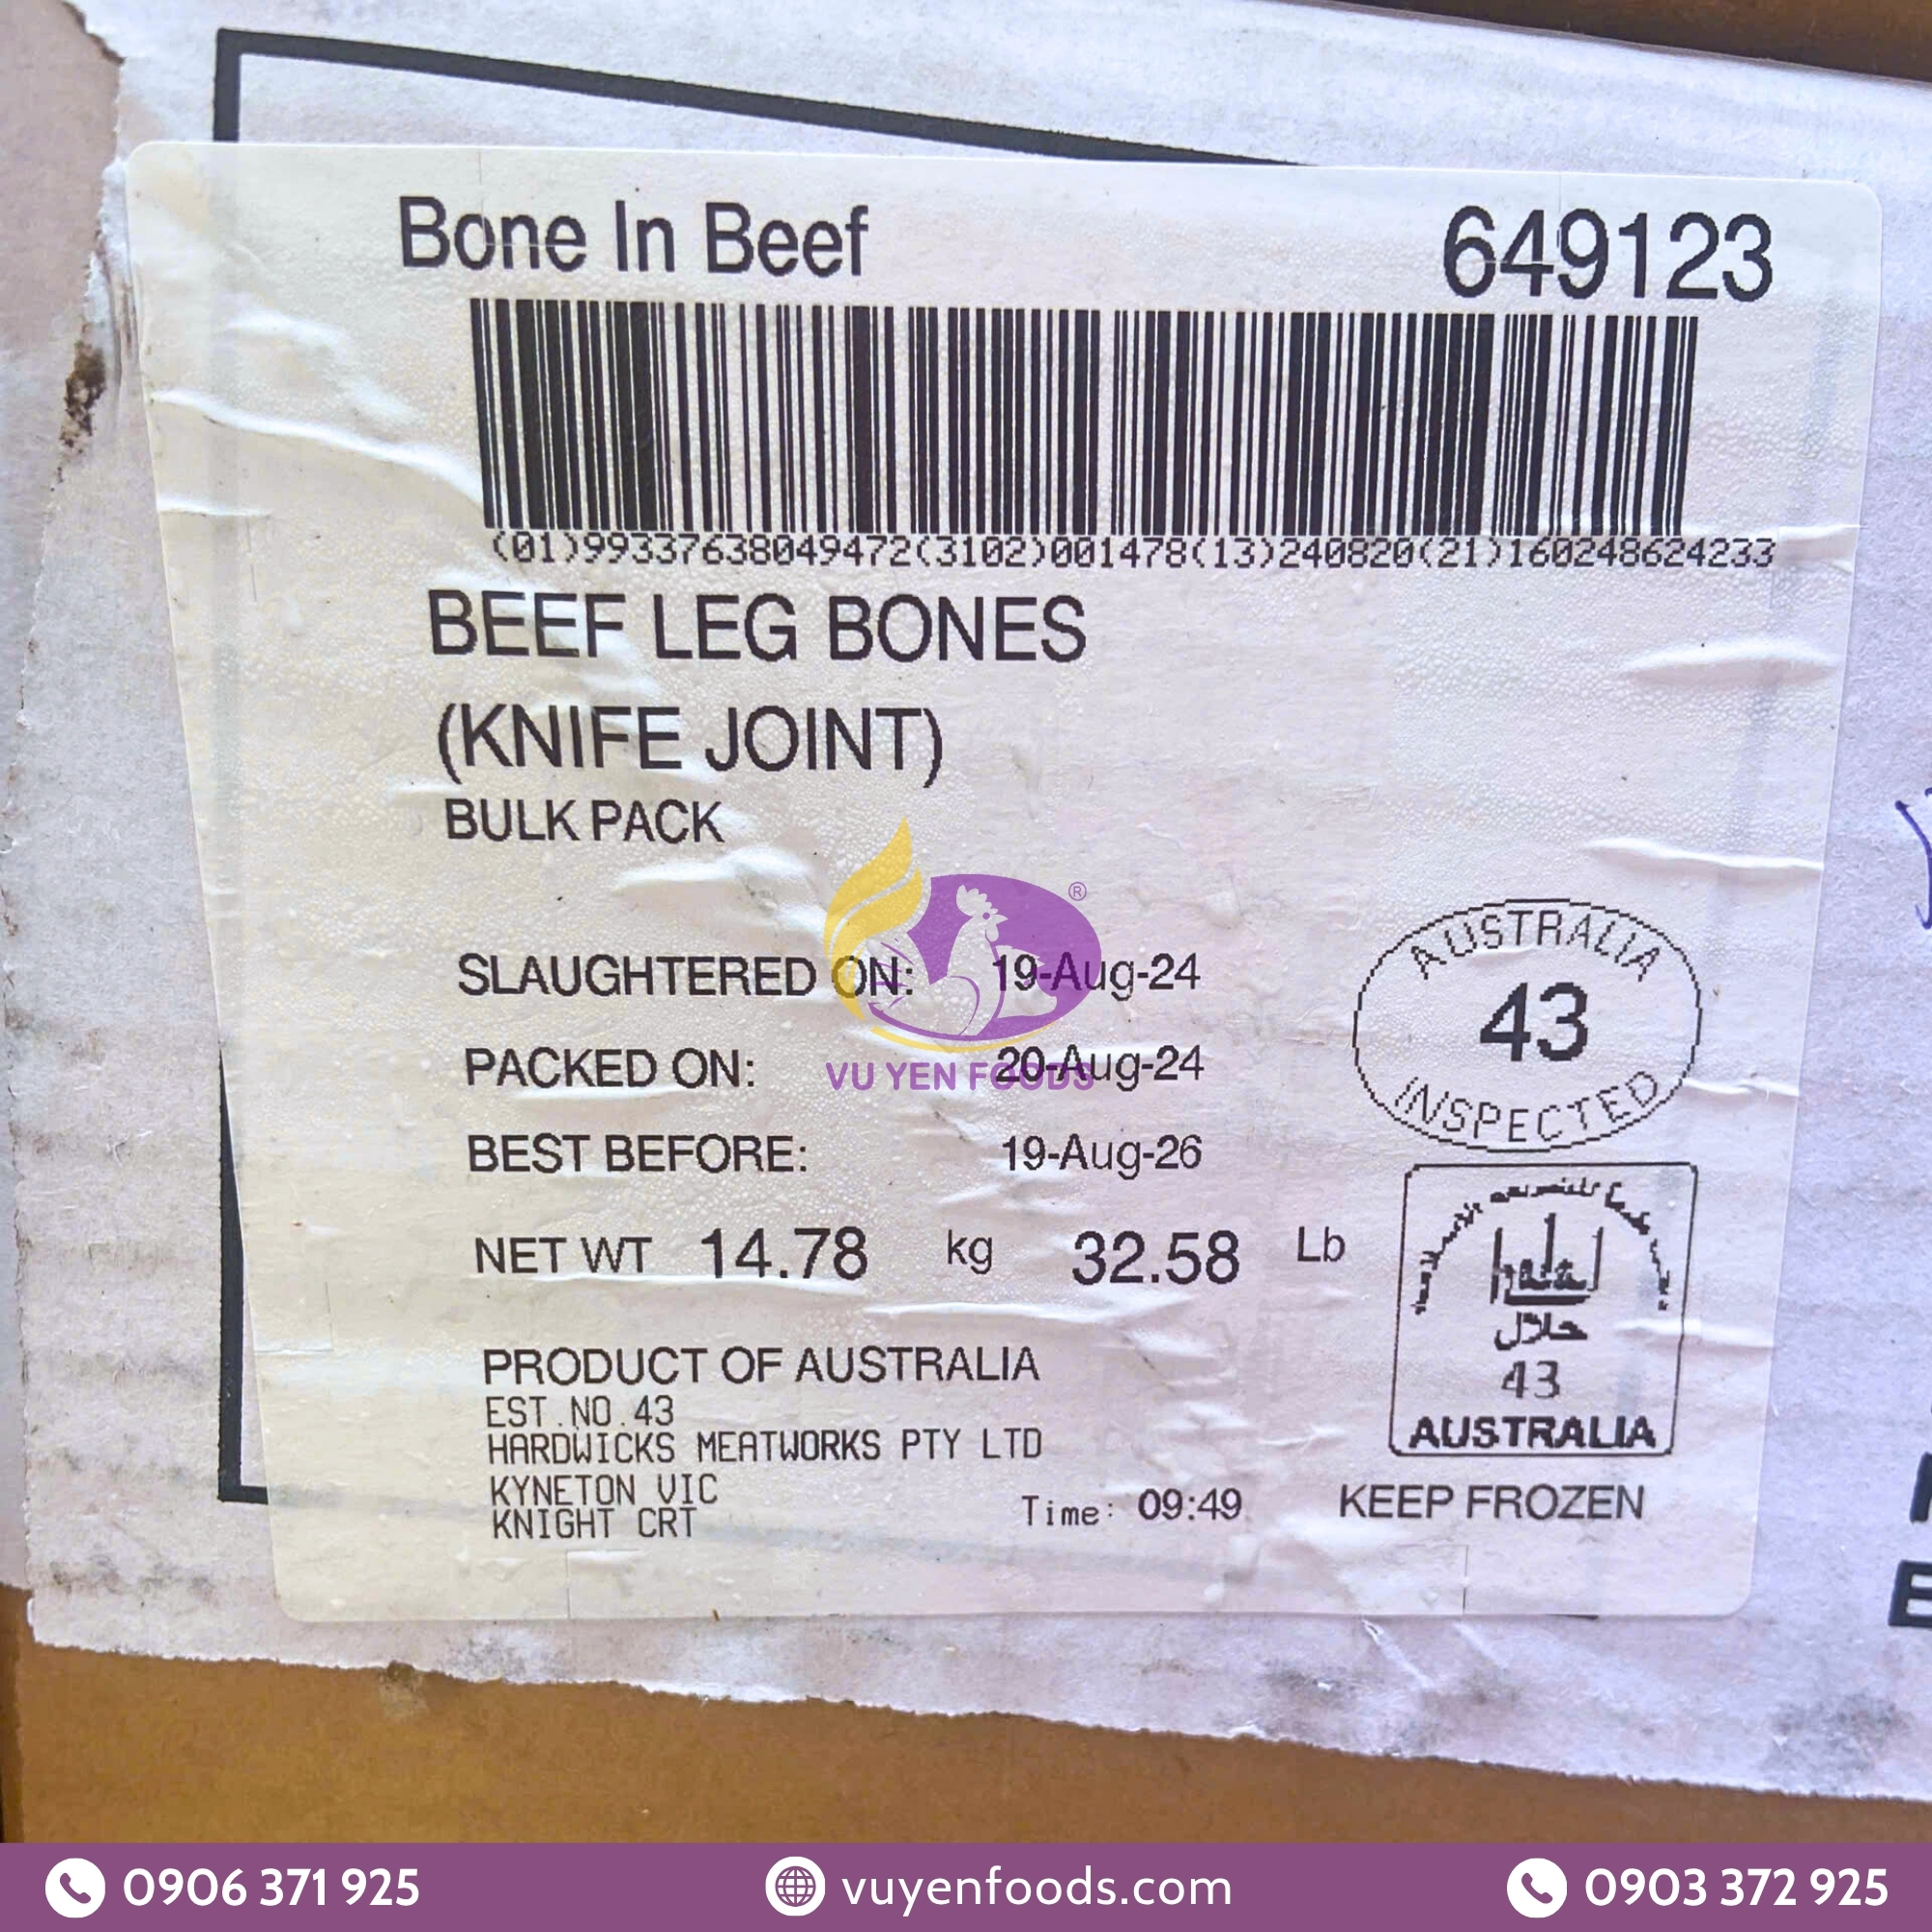 Bone In Beef 649123
(01)99337638049472(3102)001478(13)240820(21)160248624233
BEEF LEG BONES
(KNIFE JOINT)
BULK PACK
SLAUGHTERED ON: 19-Aug-24
PACKED ON: 20-Aug-24
BEST BEFORE: 19-Aug-26
NET WT 14.78 kg 32.58 Lb
AUSTRALIA
43
INSPECTED
halal
حلال
43
AUSTRALIA
PRODUCT OF AUSTRALIA
EST.NO.43
HARDWICKS MEATWORKS PTY LTD
KYNETON VIC
KNIGHT CRT
Time: 09:49
KEEP FROZEN
®
VU YEN FOODS
0906 371 925
vuyenfoods.com
0903 372 925